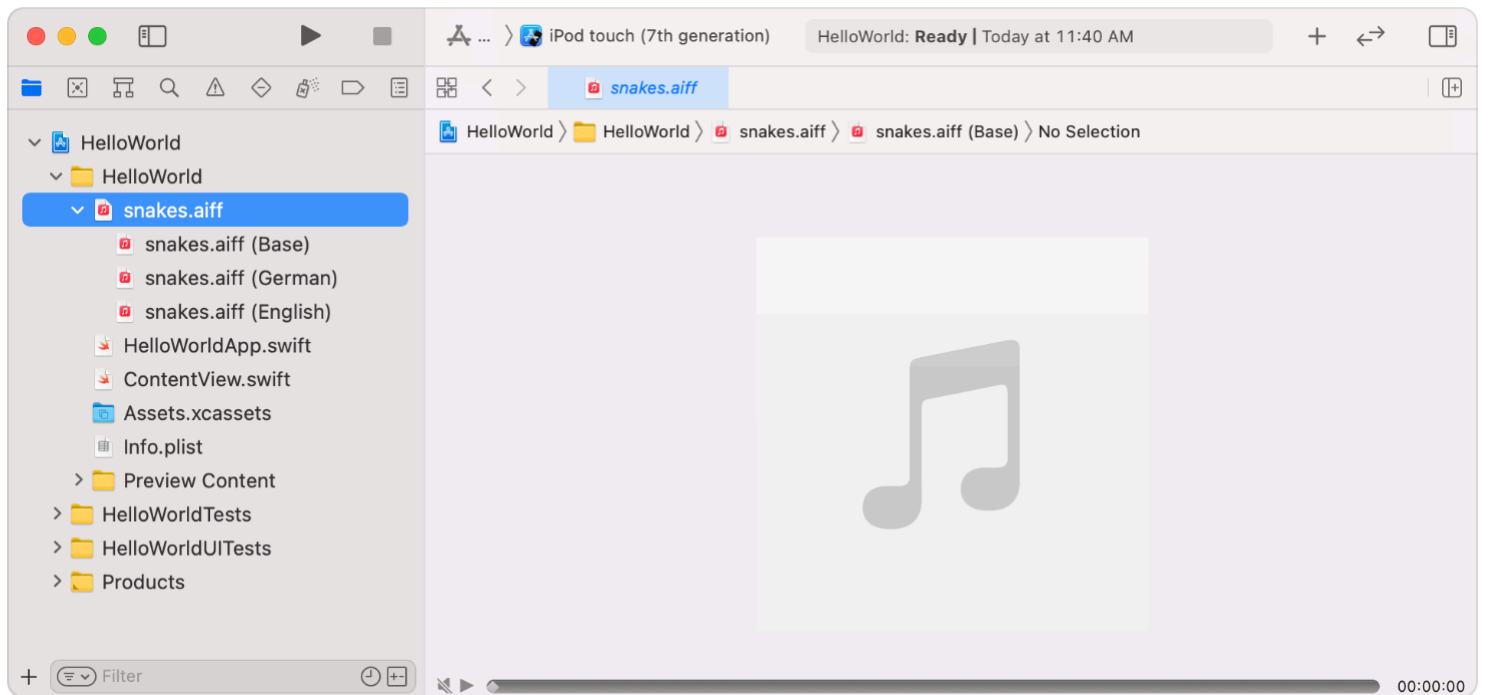 ... iPod touch (7th generation) HelloWorld: Ready | Today at 11:40 AM
snakes.aiff
HelloWorld HelloWorld snakes.aiff snakes.aiff (Base) No Selection
HelloWorld
HelloWorld
snakes.aiff
snakes.aiff (Base)
snakes.aiff (German)
snakes.aiff (English)
HelloWorldApp.swift
ContentView.swift
Assets.xcassets
Info.plist
Preview Content
HelloWorldTests
HelloWorldUITests
Products
Filter
00:00:00